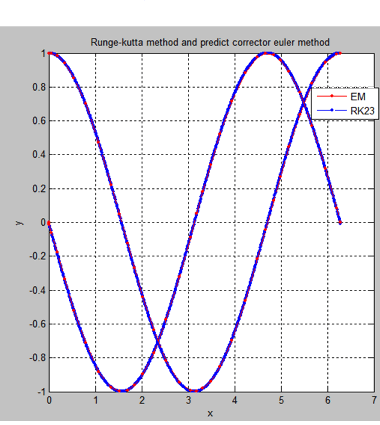 Runge-kutta method and predict corrector euler method
1
0.8
0.6
0.4
0.2
0
-0.2
-0.4
-0.6
-0.8
-1
y
EM
RK23
0 1 2 3 4 5 6 7
x